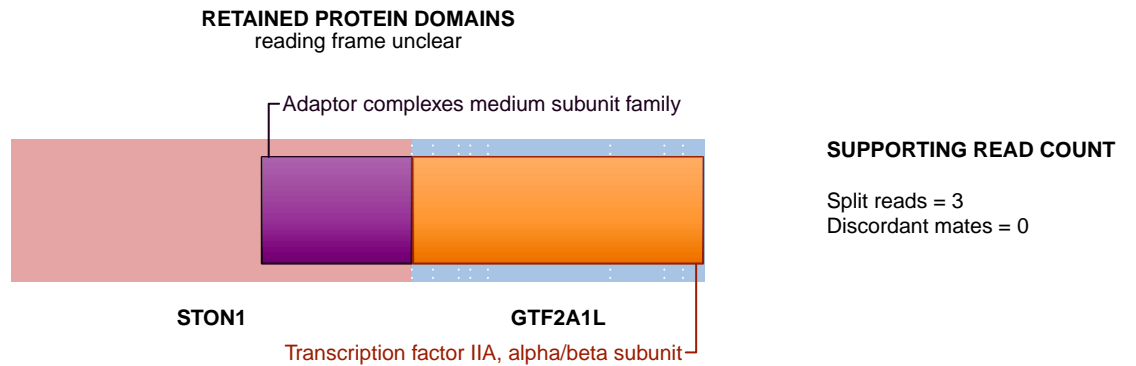 RETAINED PROTEIN DOMAINS
reading frame unclear
Adaptor complexes medium subunit family
SUPPORTING READ COUNT
Split reads = 3
Discordant mates = 0
STON1
GTF2A1L
Transcription factor IIA, alpha/beta subunit